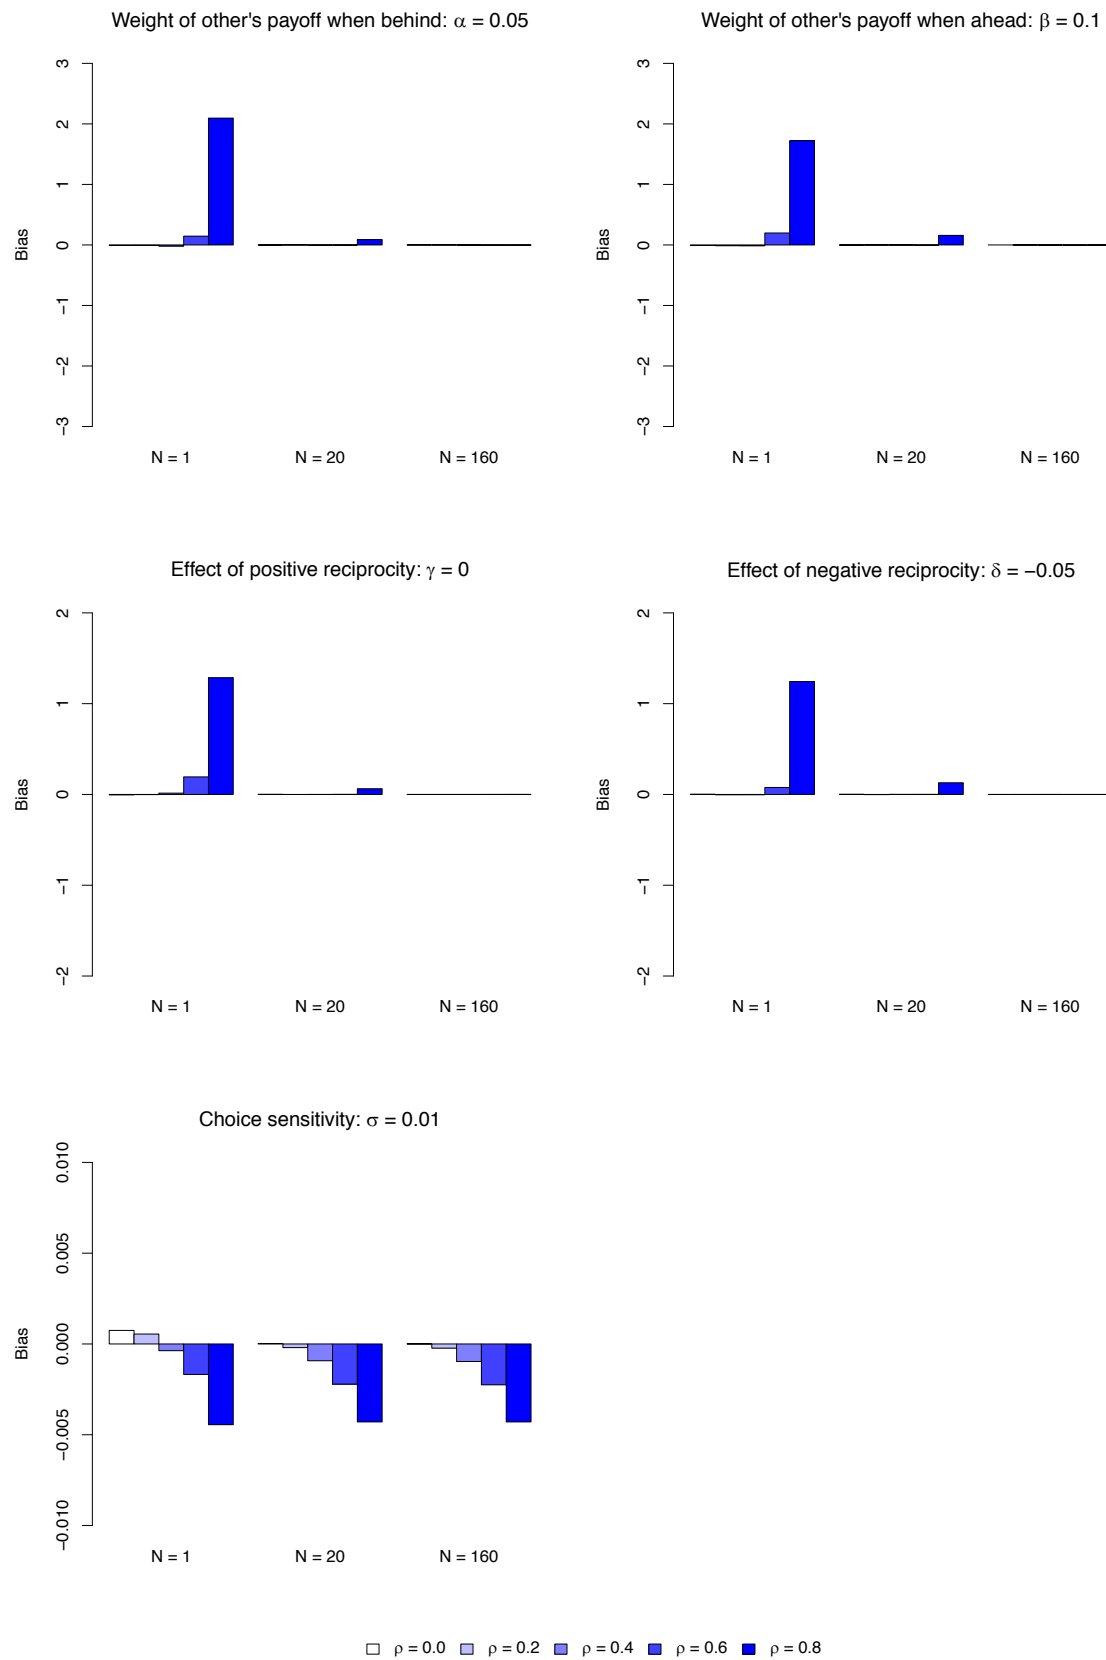 Weight of other's payoff when behind: α = 0.05
3
2
1
0
−1
−2
−3
Bias
N = 1 N = 20 N = 160
Weight of other's payoff when ahead: β = 0.1
3
2
1
0
−1
−2
−3
Bias
N = 1 N = 20 N = 160
Effect of positive reciprocity: γ = 0
2
1
0
−1
−2
Bias
N = 1 N = 20 N = 160
Effect of negative reciprocity: δ = −0.05
2
1
0
−1
−2
Bias
N = 1 N = 20 N = 160
Choice sensitivity: σ = 0.01
0.010
0.005
0.000
−0.005
−0.010
Bias
N = 1 N = 20 N = 160
ρ = 0.0 ρ = 0.2 ρ = 0.4 ρ = 0.6 ρ = 0.8